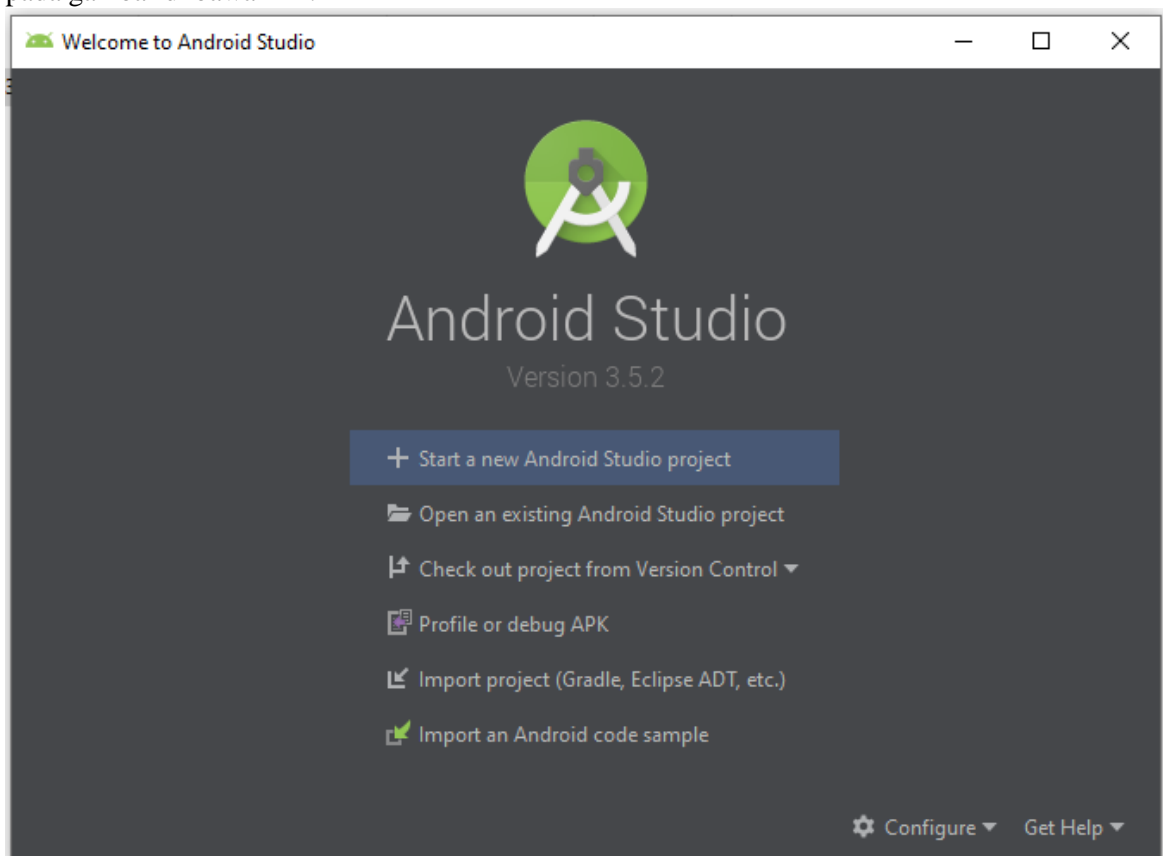 Welcome to Android Studio
Android Studio
Version 3.5.2
Start a new Android Studio project
Open an existing Android Studio project
Check out project from Version Control
Profile or debug APK
Import project (Gradle, Eclipse ADT, etc.)
Import an Android code sample
Configure
Get Help